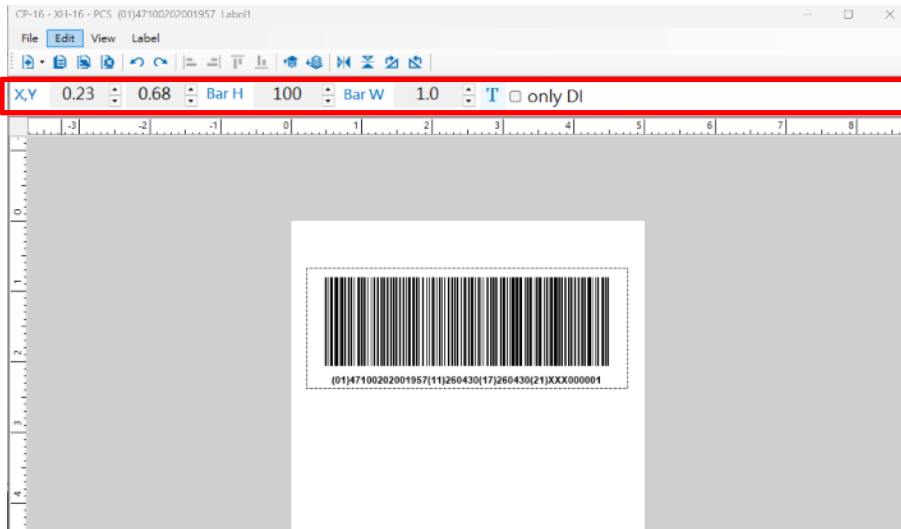 CP-16 - XH-16 - PCS (01)47100202001957 Label1
File Edit View Label
X,Y 0.23 0.68 Bar H 100 Bar W 1.0 T only DI
-3 -2 -1 0 1 2 3 4 5 6 7 8
0
1
2
3
4
(01)47100202001957(11)260430(17)260430(21)XXX000001